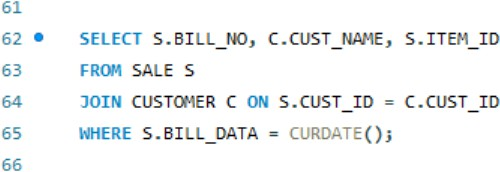 61
62 SELECT S.BILL_NO, C.CUST_NAME, S.ITEM_ID
63 FROM SALE S
64 JOIN CUSTOMER C ON S.CUST_ID = C.CUST_ID
65 WHERE S.BILL_DATA = CURDATE();
66